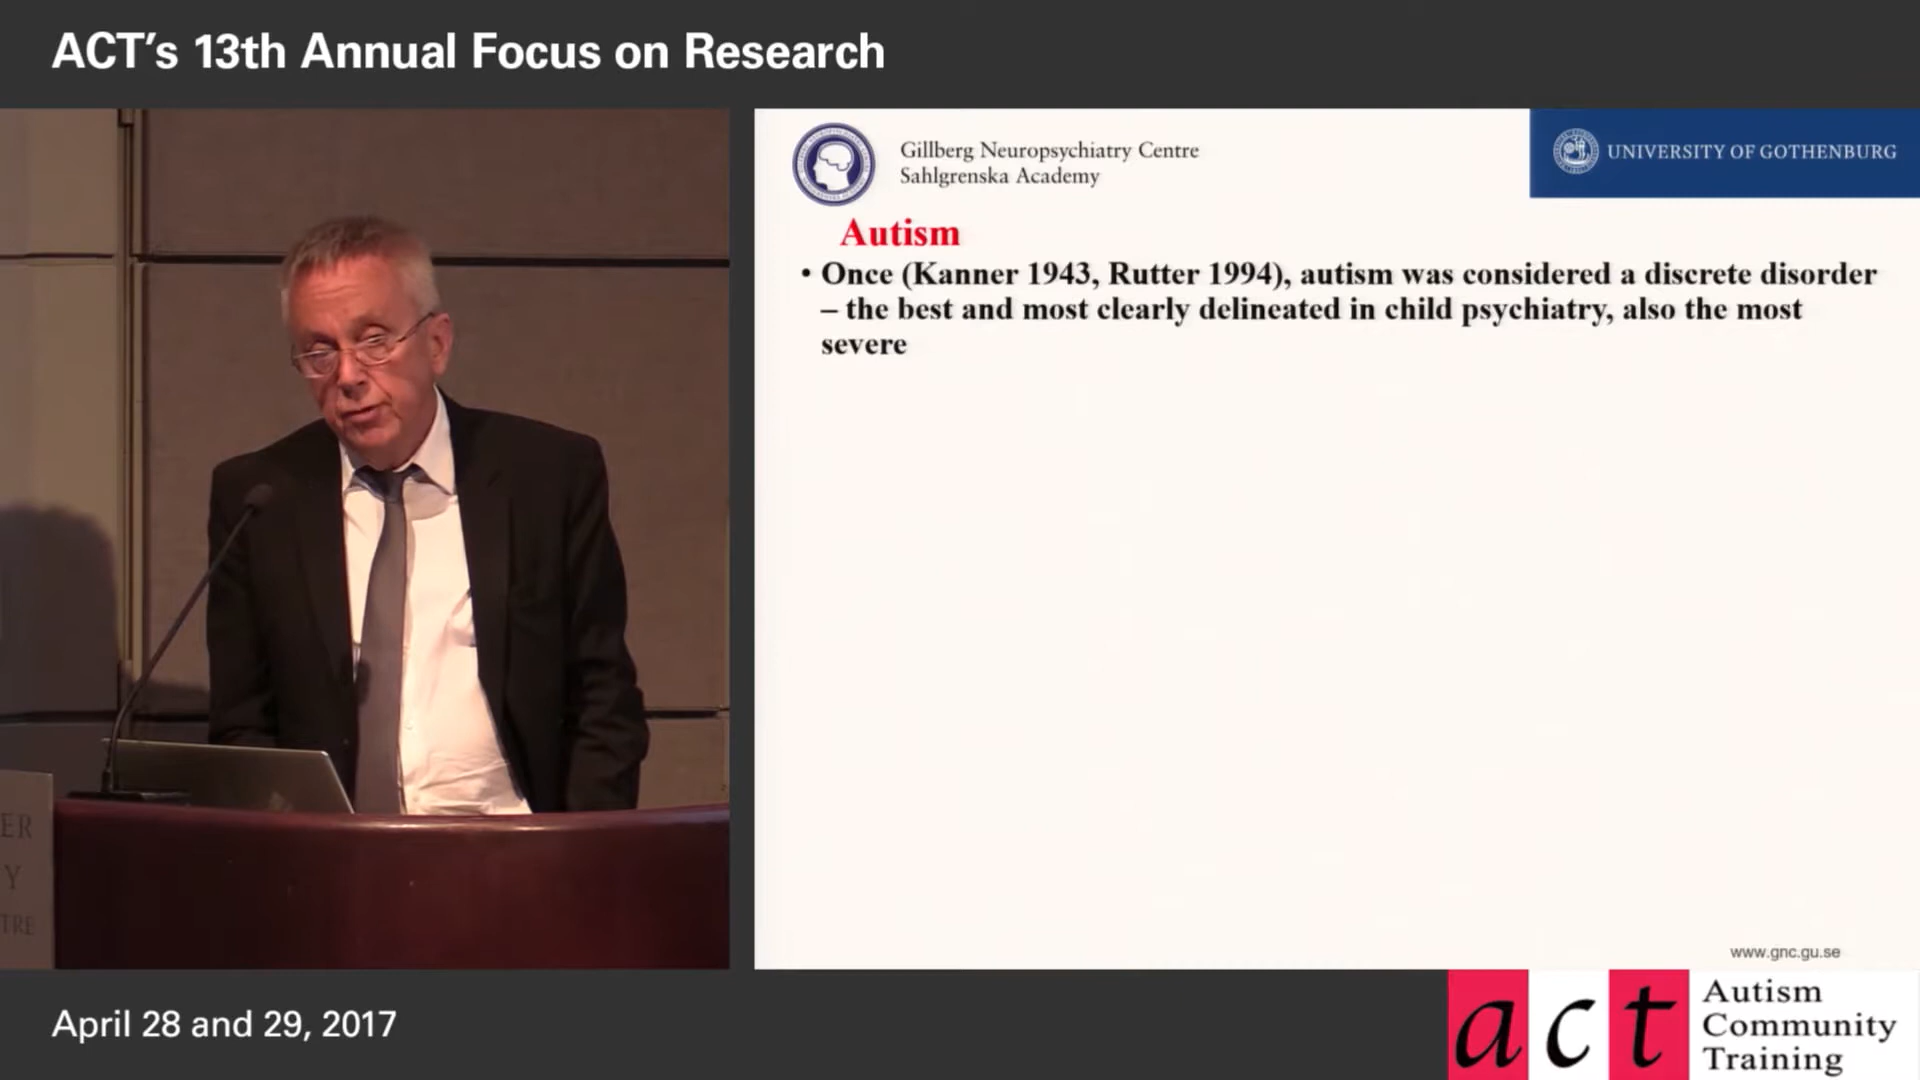 ACT's 13th Annual Focus on Research
Gillberg Neuropsychiatry Centre
Sahlgrenska Academy
UNIVERSITY OF GOTHENBURG
Autism
• Once (Kanner 1943, Rutter 1994), autism was considered a discrete disorder
– the best and most clearly delineated in child psychiatry, also the most
severe
ER
Y
TRE
www.gnc.gu.se
April 28 and 29, 2017
act
Autism
Community
Training